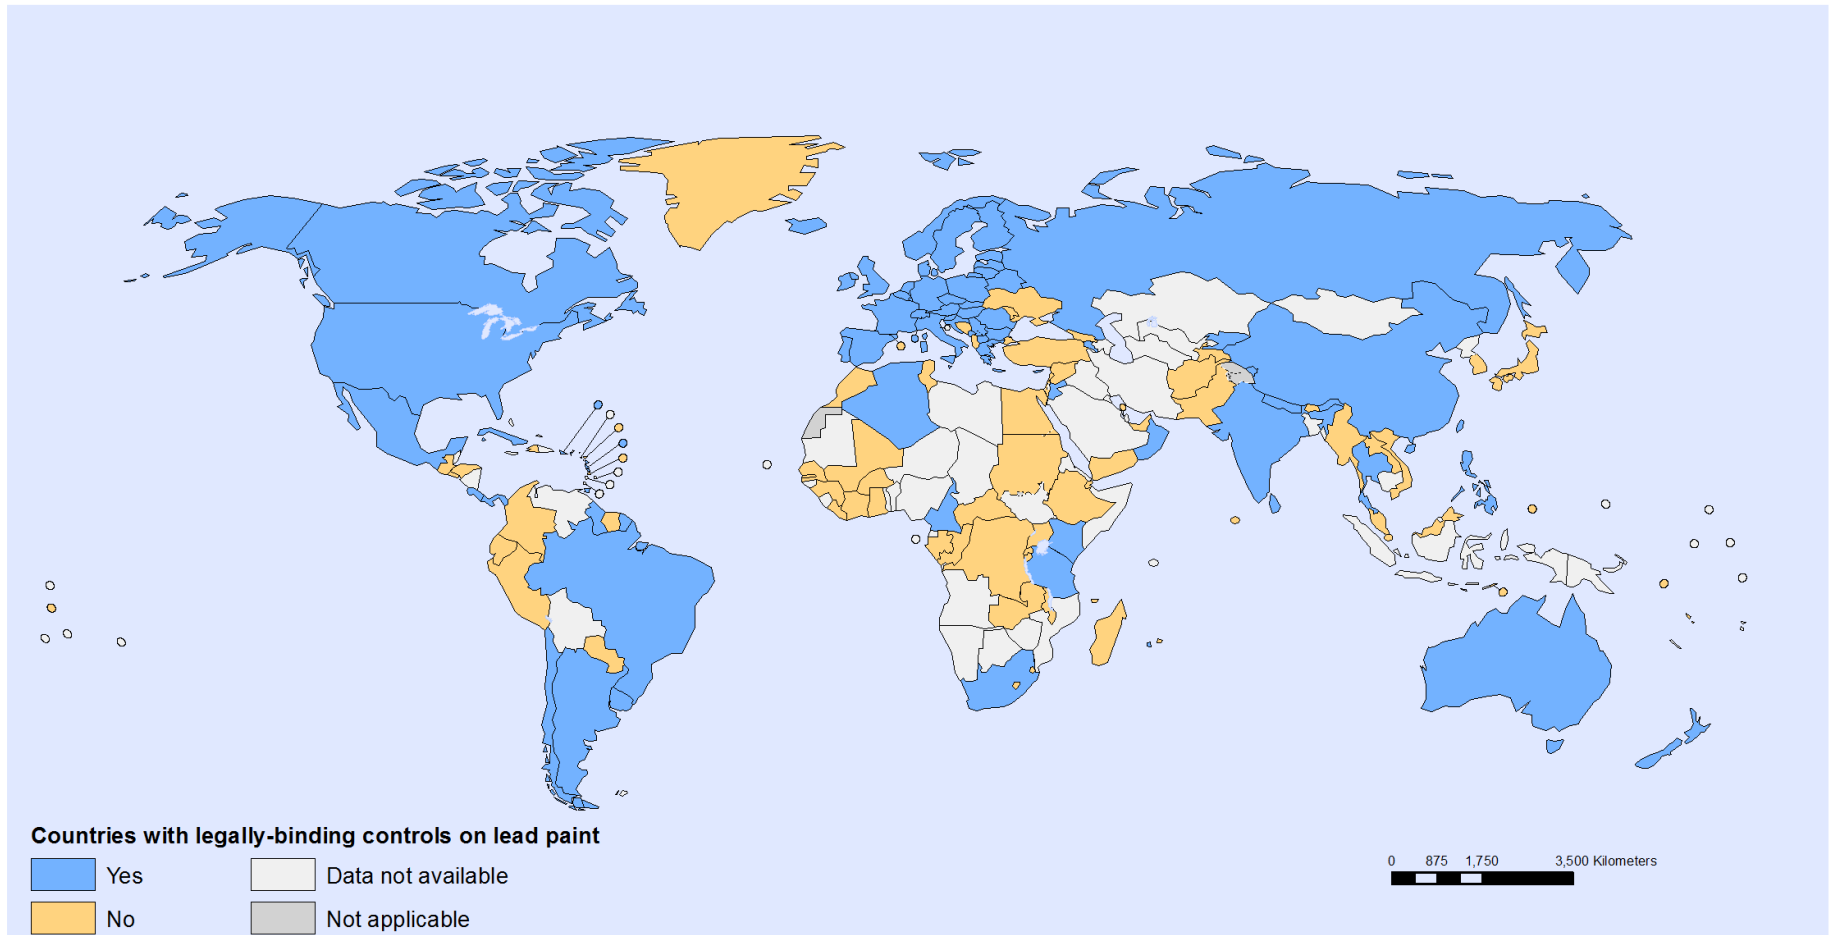 Countries with legally-binding controls on lead paint
Yes
Data not available
No
Not applicable
0 875 1,750 3,500 Kilometers